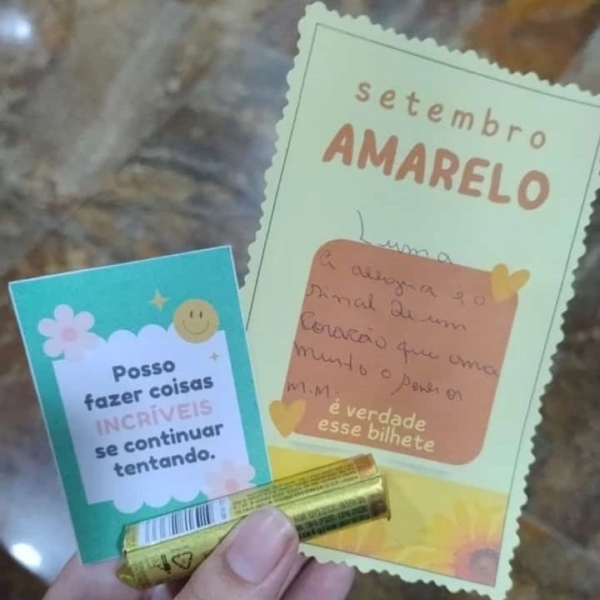 setembro
AMARELO
Luma
a alegria é o
sinal de um
coração que ama
muito o
M.M.
é verdade
esse bilhete
Posso
fazer coisas
INCRÍVEIS
se continuar
tentando.